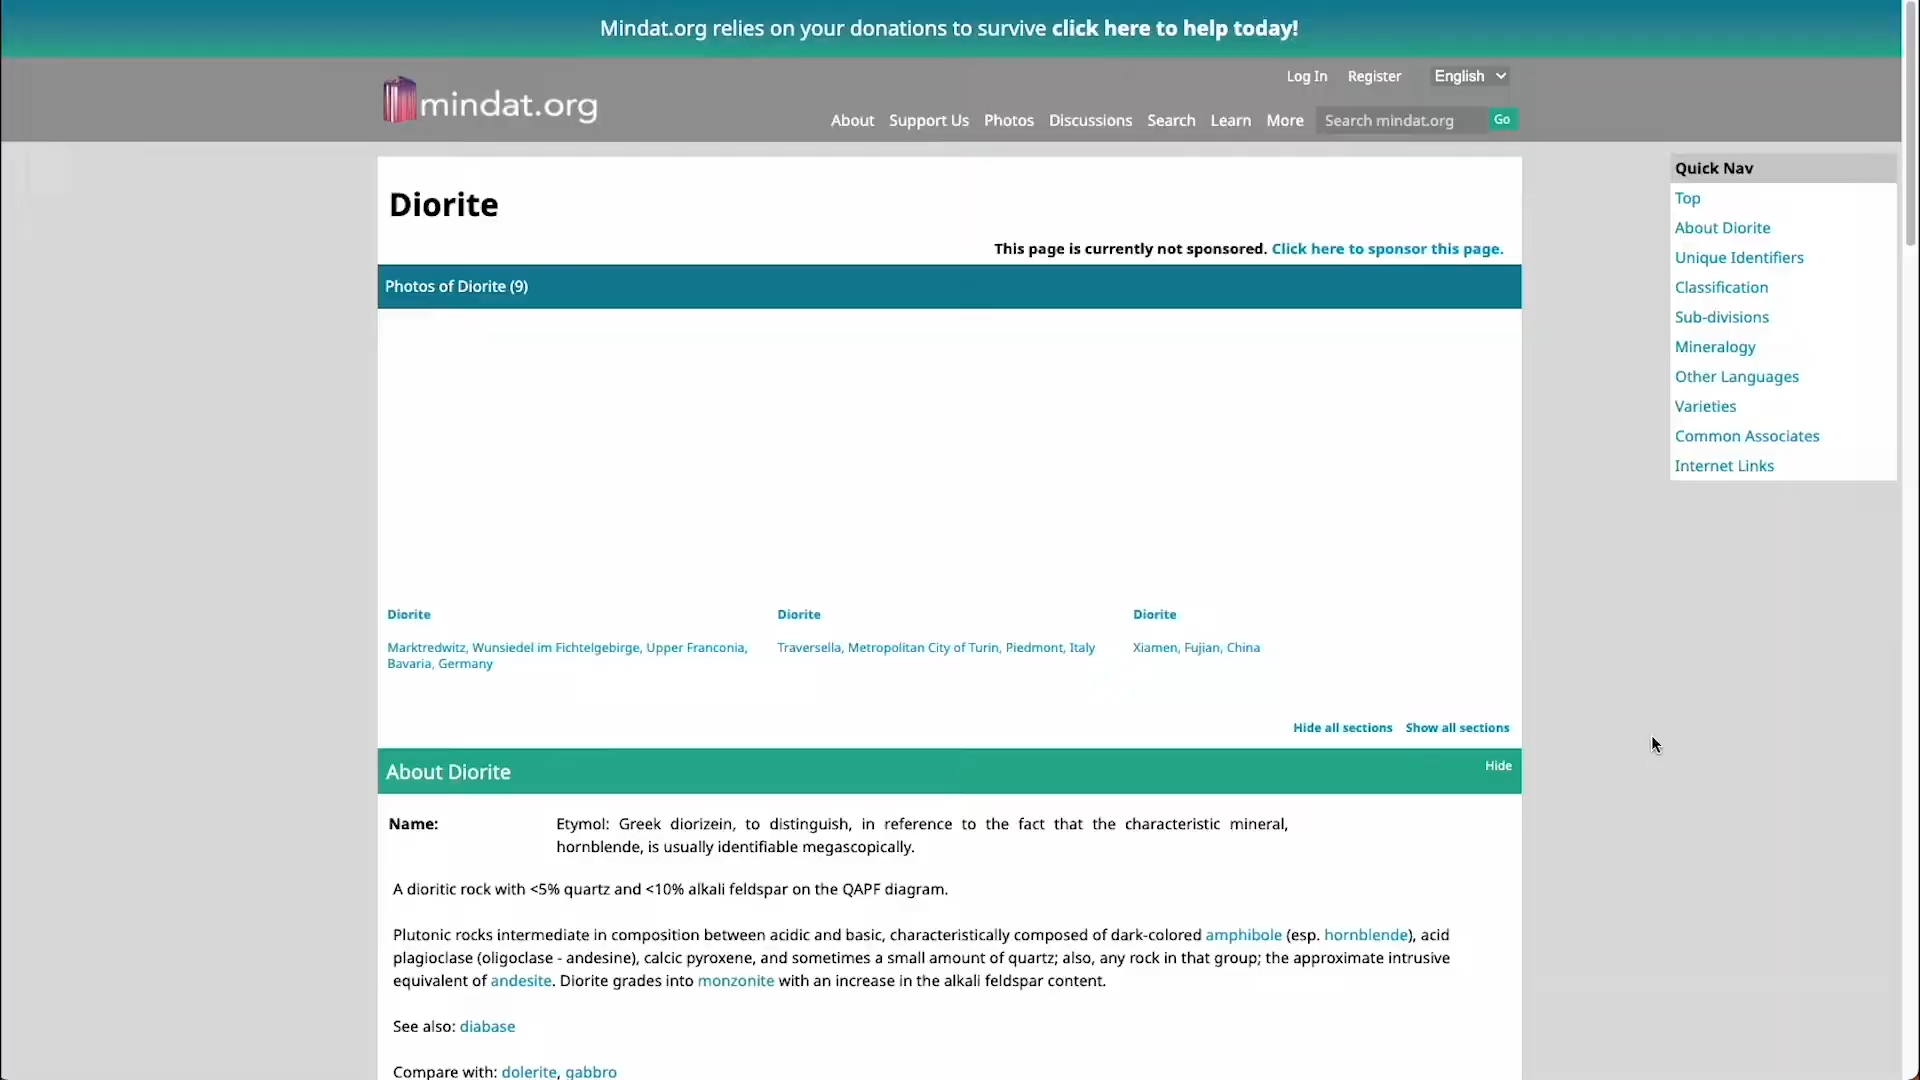 Mindat.org relies on your donations to survive click here to help today!
Log In Register English
mindat.org
About Support Us Photos Discussions Search Learn More Search mindat.org Go
Diorite
This page is currently not sponsored. Click here to sponsor this page.
Photos of Diorite (9)
Diorite
Marktredwitz, Wunsiedel im Fichtelgebirge, Upper Franconia,
Bavaria, Germany
Diorite
Traversella, Metropolitan City of Turin, Piedmont, Italy
Diorite
Xiamen, Fujian, China
Hide all sections Show all sections
About Diorite
Hide
Name: Etymol: Greek diorizein, to distinguish, in reference to the fact that the characteristic mineral,
hornblende, is usually identifiable megascopically.
A dioritic rock with <5% quartz and <10% alkali feldspar on the QAPF diagram.
Plutonic rocks intermediate in composition between acidic and basic, characteristically composed of dark-colored amphibole (esp. hornblende), acid
plagioclase (oligoclase - andesine), calcic pyroxene, and sometimes a small amount of quartz; also, any rock in that group; the approximate intrusive
equivalent of andesite. Diorite grades into monzonite with an increase in the alkali feldspar content.
See also: diabase
Compare with: dolerite, gabbro
Quick Nav
Top
About Diorite
Unique Identifiers
Classification
Sub-divisions
Mineralogy
Other Languages
Varieties
Common Associates
Internet Links